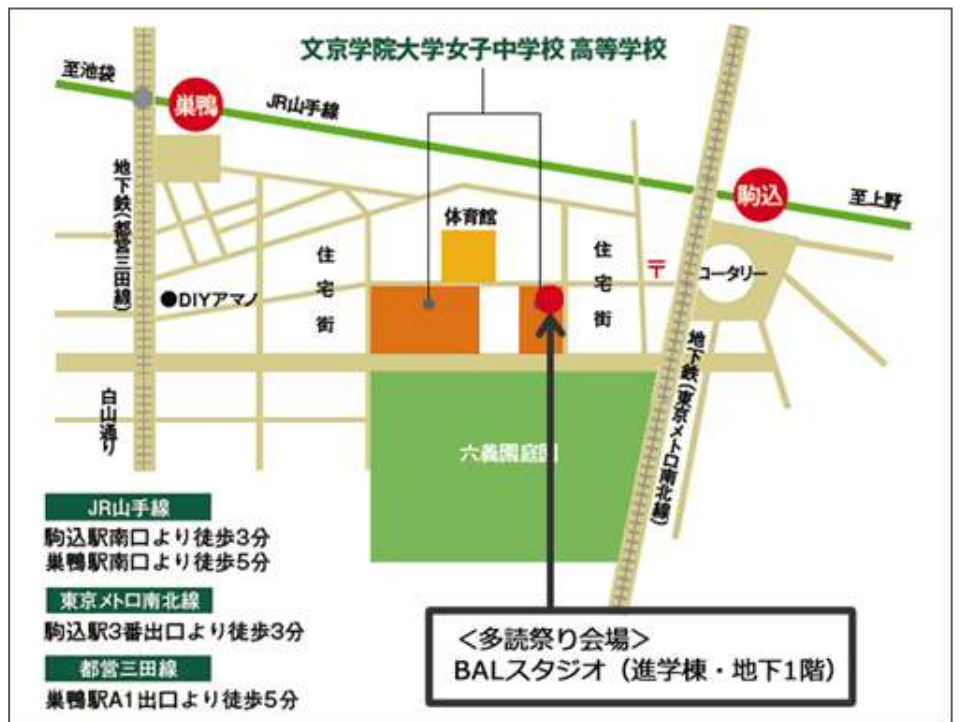 文京学院大学女子中学校 高等学校
至池袋
巣鴨
JR山手線
駒込
至上野
地下鉄(都営三田線)
体育館
住宅街
住宅街
〒
ロータリー
●DIYアマノ
白山通り
六義園庭園
地下鉄(東京メトロ南北線)
JR山手線
駒込駅南口より徒歩3分
巣鴨駅南口より徒歩5分
東京メトロ南北線
駒込駅3番出口より徒歩3分
都営三田線
巣鴨駅A1出口より徒歩5分
<多読祭り会場>
BALスタジオ(進学棟・地下1階)